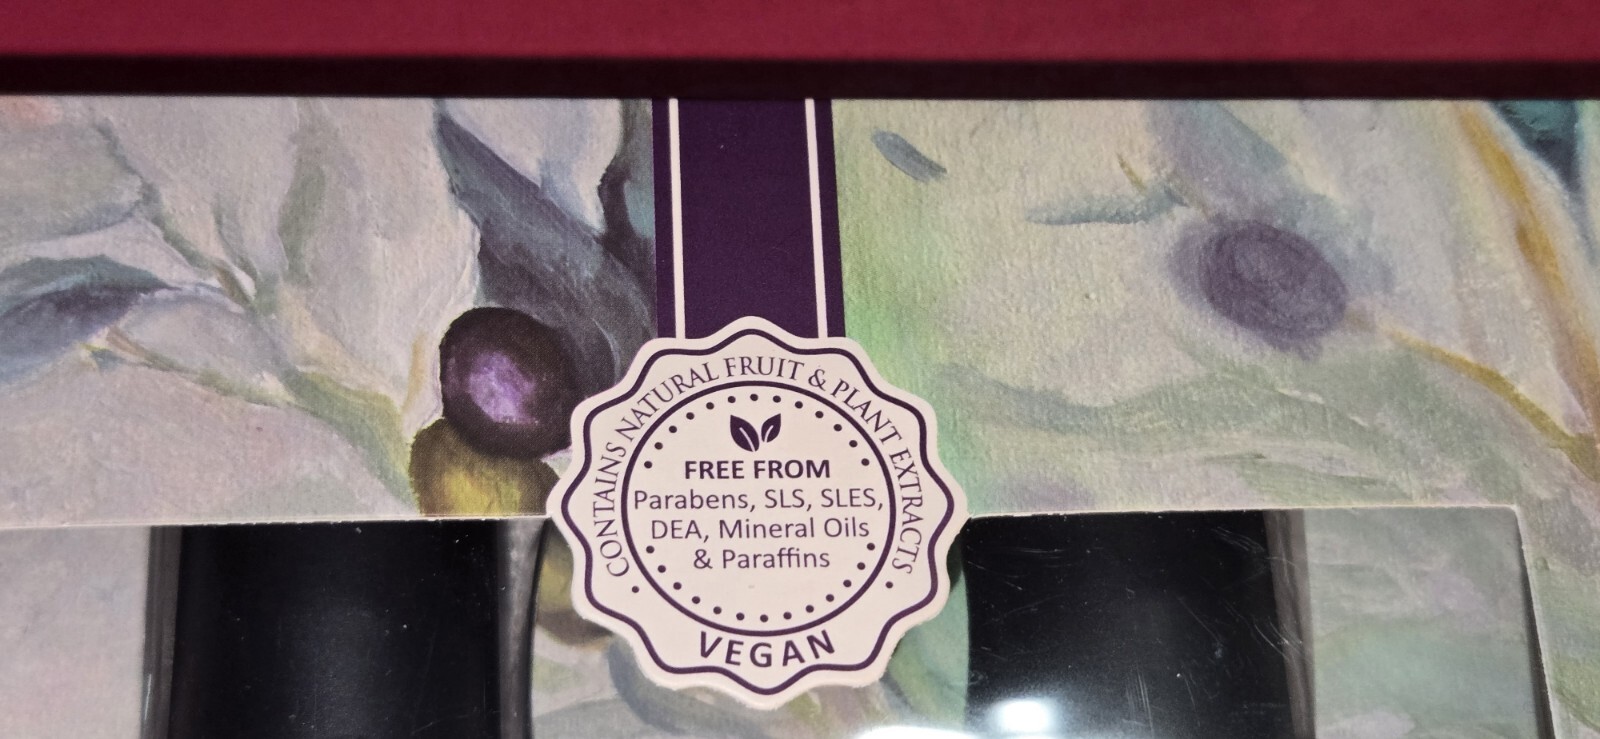 CONTAINS NATURAL FRUIT & PLANT EXTRACTS
FREE FROM
Parabens, SLS, SLES,
DEA, Mineral Oils
& Paraffins
VEGAN